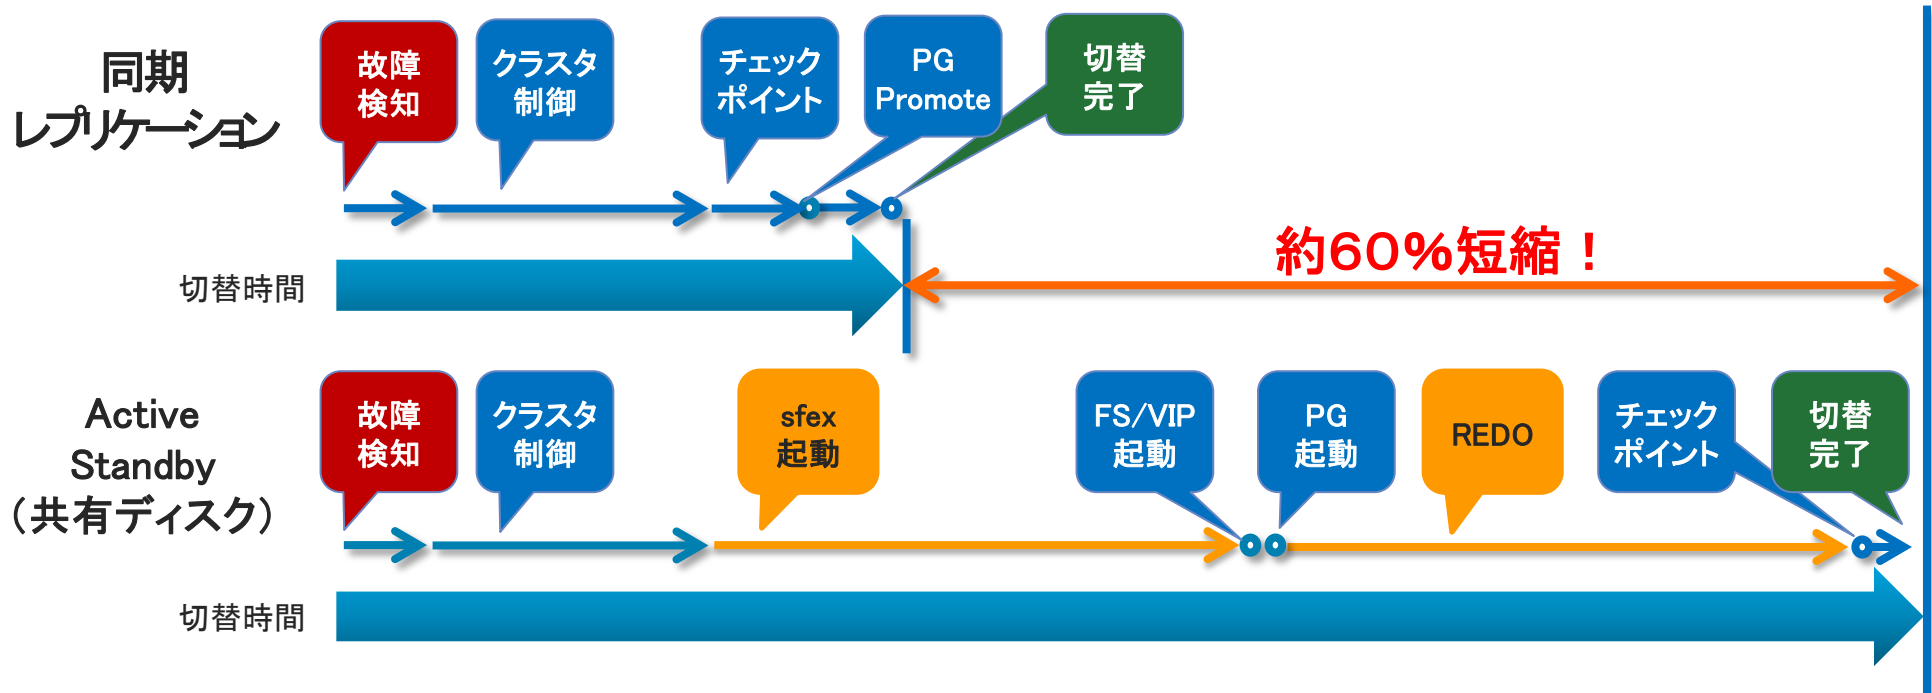 同期
レプリケーション
故障
検知
クラスタ
制御
チェック
ポイント
PG
Promote
切替
完了
約60%短縮！
切替時間
Active
Standby
（共有ディスク）
故障
検知
クラスタ
制御
sfex
起動
FS/VIP
起動
PG
起動
REDO
チェック
ポイント
切替
完了
切替時間